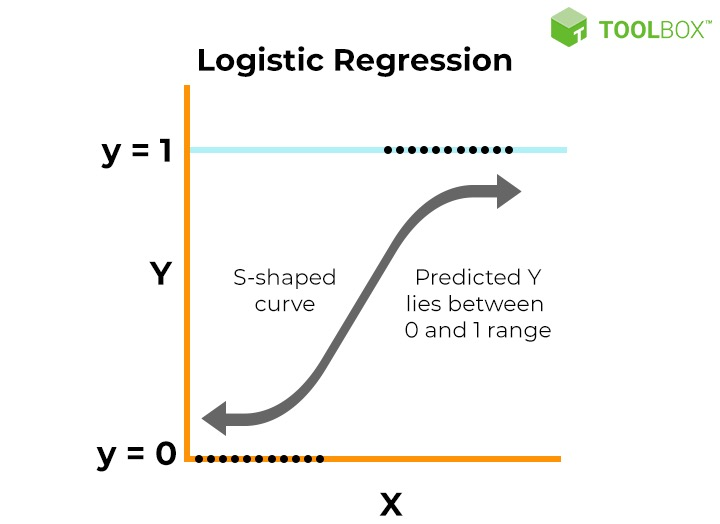 TOOLBOX™
Logistic Regression
y = 1
Y
S-shaped
curve
Predicted Y
lies between
0 and 1 range
y = 0
X